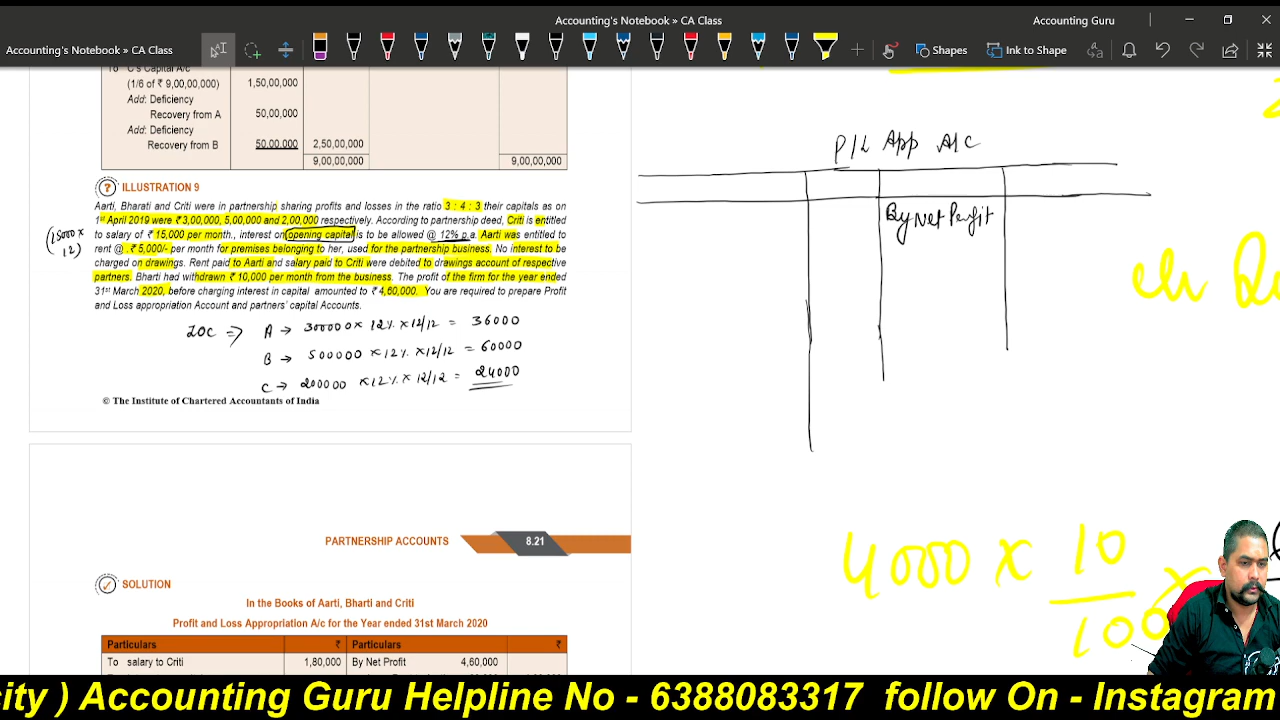 Accounting's Notebook » CA Class
Accounting Guru
Accounting's Notebook » CA Class
Shapes
Ink to Shape
To C's Capital A/c
(1/6 of ₹ 9,00,00,000) 1,50,00,000
Add: Deficiency
Recovery from A 50,00,000
Add: Deficiency
Recovery from B 50,00,000 2,50,00,000
9,00,00,000 9,00,00,000
? ILLUSTRATION 9
Aarti, Bharati and Criti were in partnership sharing profits and losses in the ratio 3 : 4 : 3 their capitals as on
1st April 2019 were ₹ 3,00,000, 5,00,000 and 2,00,000 respectively. According to partnership deed, Criti is entitled
to salary of ₹ 15,000 per month., interest on opening capital is to be allowed @ 12% p.a. Aarti was entitled to
rent @ .₹ 5,000/- per month for premises belonging to her, used for the partnership business. No interest to be
charged on drawings. Rent paid to Aarti and salary paid to Criti were debited to drawings account of respective
partners. Bharti had withdrawn ₹ 10,000 per month from the business. The profit of the firm for the year ended
31st March 2020, before charging interest in capital amounted to ₹ 4,60,000. You are required to prepare Profit
and Loss appropriation Account and partners' capital Accounts.
(15000 x
12)
IOC ⇒ A → 300000 x 12% x 12/12 = 36000
B → 500000 x 12% x 12/12 = 60000
C → 200000 x 12% x 12/12 = 24000
© The Institute of Chartered Accountants of India
PARTNERSHIP ACCOUNTS 8.21
SOLUTION
In the Books of Aarti, Bharti and Criti
Profit and Loss Appropriation A/c for the Year ended 31st March 2020
Particulars ₹ Particulars ₹
To salary to Criti 1,80,000 By Net Profit 4,60,000
P/L App A/C
By Net Profit
4000 x 10
100
sity ) Accounting Guru Helpline No - 6388083317 follow On - Instagram